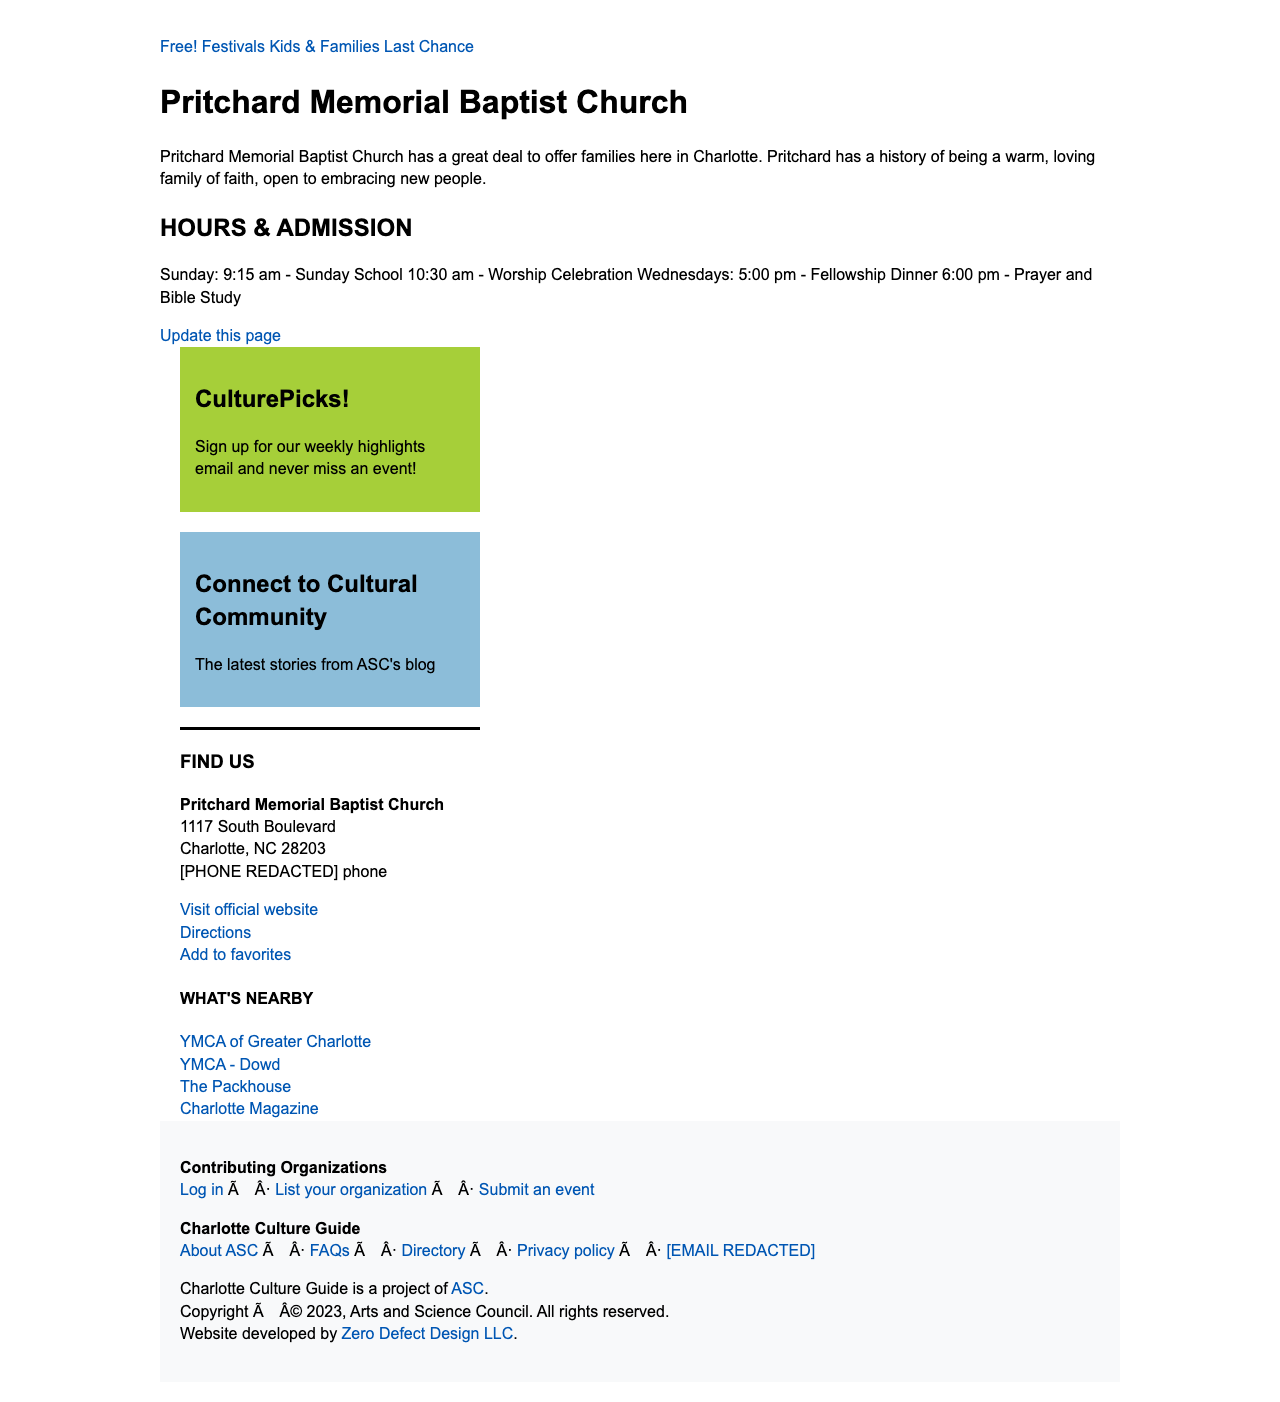 Free! Festivals Kids & Families Last Chance
Pritchard Memorial Baptist Church
Pritchard Memorial Baptist Church has a great deal to offer families here in Charlotte. Pritchard has a history of being a warm, loving
family of faith, open to embracing new people.
HOURS & ADMISSION
Sunday: 9:15 am - Sunday School 10:30 am - Worship Celebration Wednesdays: 5:00 pm - Fellowship Dinner 6:00 pm - Prayer and
Bible Study
Update this page
CulturePicks!
Sign up for our weekly highlights
email and never miss an event!
Connect to Cultural
Community
The latest stories from ASC's blog
FIND US
Pritchard Memorial Baptist Church
1117 South Boulevard
Charlotte, NC 28203
[PHONE REDACTED] phone
Visit official website
Directions
Add to favorites
WHAT'S NEARBY
YMCA of Greater Charlotte
YMCA - Dowd
The Packhouse
Charlotte Magazine
Contributing Organizations
Log in Ã Â· List your organization Ã Â· Submit an event
Charlotte Culture Guide
About ASC Ã Â· FAQs Ã Â· Directory Ã Â· Privacy policy Ã Â· [EMAIL REDACTED]
Charlotte Culture Guide is a project of ASC.
Copyright Ã Â© 2023, Arts and Science Council. All rights reserved.
Website developed by Zero Defect Design LLC.